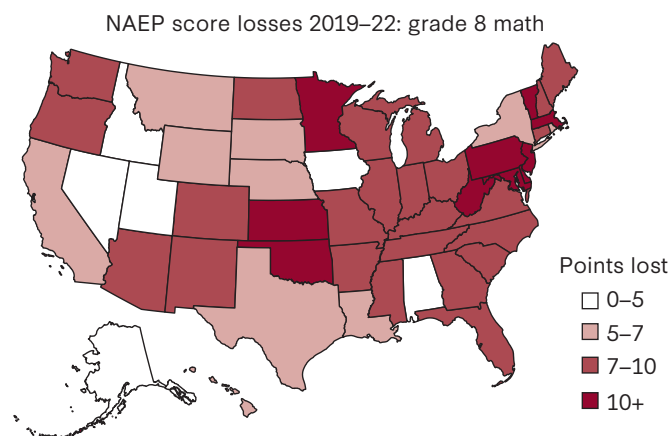 NAEP score losses 2019–22: grade 8 math
Points lost
0–5
5–7
7–10
10+